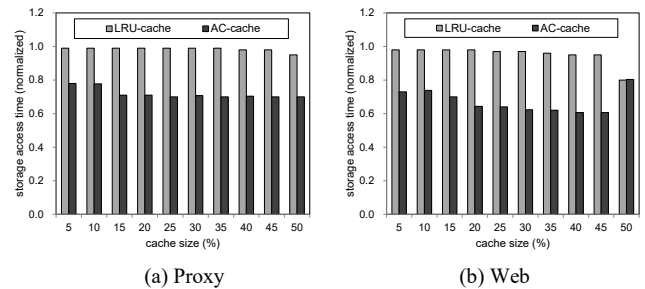 LRU-cache AC-cache
storage access time (normalized)
1.2
1.0
0.8
0.6
0.4
0.2
0.0
5 10 15 20 25 30 35 40 45 50
cache size (%)
(a) Proxy
LRU-cache AC-cache
storage access time (normalized)
1.2
1.0
0.8
0.6
0.4
0.2
0.0
5 10 15 20 25 30 35 40 45 50
cache size (%)
(b) Web